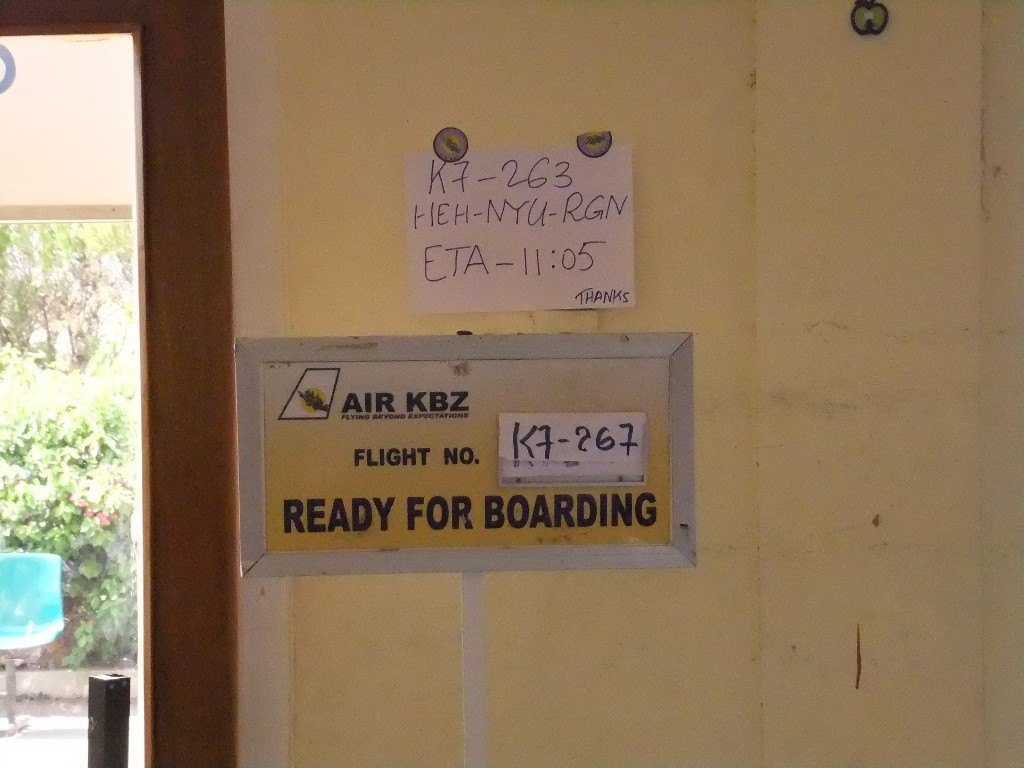 K7-263
HEH-NYU-RGN
ETA-11:05
THANKS
AIR KBZ
FLYING BEYOND EXPECTATIONS
FLIGHT NO. K7-267
READY FOR BOARDING